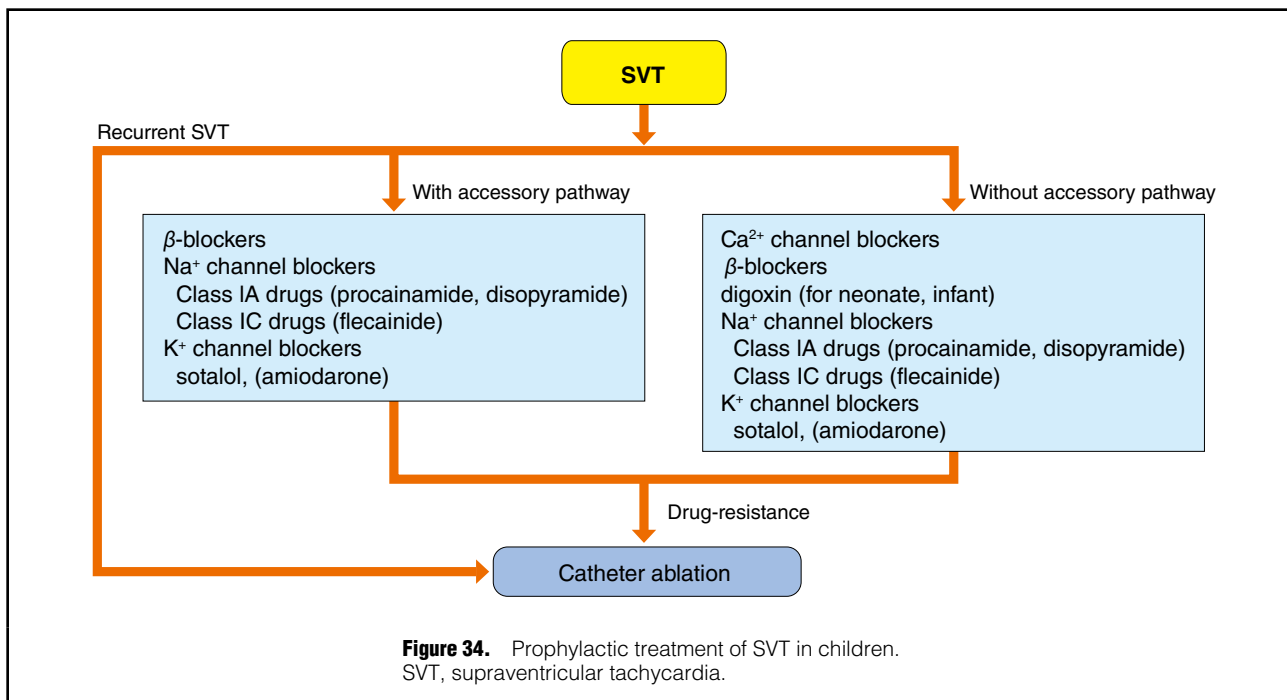 SVT
Recurrent SVT
With accessory pathway
β-blockers
Na⁺ channel blockers
Class IA drugs (procainamide, disopyramide)
Class IC drugs (flecainide)
K⁺ channel blockers
sotalol, (amiodarone)
Without accessory pathway
Ca²⁺ channel blockers
β-blockers
digoxin (for neonate, infant)
Na⁺ channel blockers
Class IA drugs (procainamide, disopyramide)
Class IC drugs (flecainide)
K⁺ channel blockers
sotalol, (amiodarone)
Drug-resistance
Catheter ablation
Figure 34. Prophylactic treatment of SVT in children.
SVT, supraventricular tachycardia.